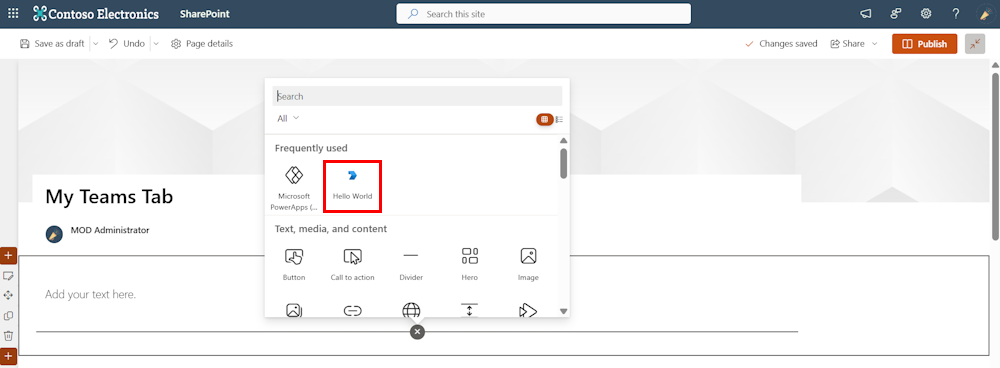 Contoso Electronics SharePoint Search this site
Save as draft Undo Page details Changes saved Share Publish
Search
All
Frequently used
Microsoft PowerApps (...
Hello World
My Teams Tab
MOD Administrator
Text, media, and content
Button Call to action Divider Hero Image
Add your text here.